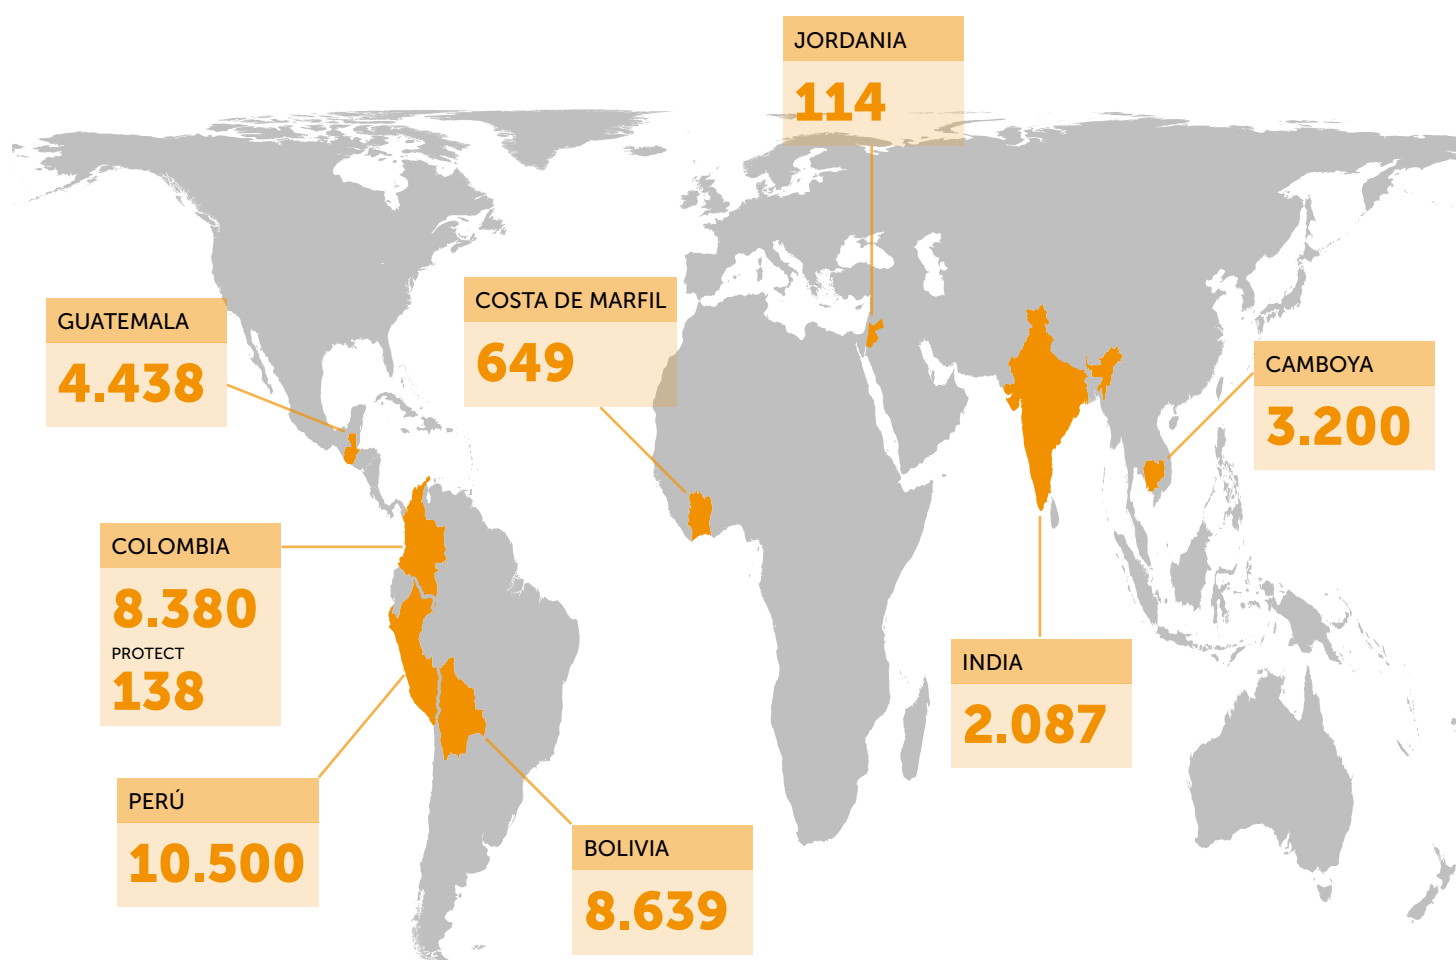 JORDANIA
114
COSTA DE MARFIL
649
GUATEMALA
4.438
CAMBOYA
3.200
COLOMBIA
8.380
PROTECT
138
INDIA
2.087
PERÚ
10.500
BOLIVIA
8.639